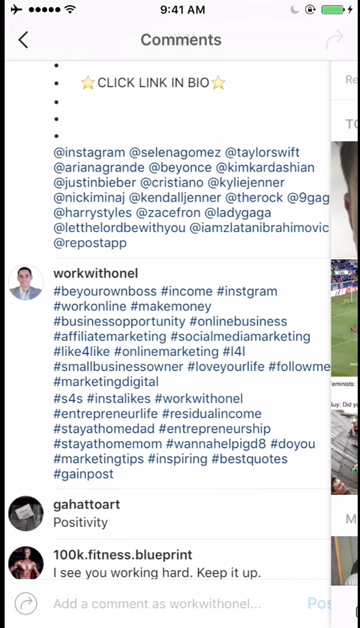 9:41 AM
Comments
• ⭐CLICK LINK IN BIO⭐
•
•
•
@instagram @selenagomez @taylorswift
@arianagrande @beyonce @kimkardashian
@justinbieber @cristiano @kyliejenner
@nickiminaj @kendalljenner @therock @9gag
@harrystyles @zacefron @ladygaga
@letthelordbewithyou @iamzlatanibrahimovic
@repostapp
workwithonel
#beyourownboss #income #instgram
#workonline #makemoney
#businessopportunity #onlinebusiness
#affiliatemarketing #socialmediamarketing
#like4like #onlinemarketing #l4l
#smallbusinessowner #loveyourlife #followme
#marketingdigital
#s4s #instalikes #workwithonel
#entrepreneurlife #residualincome
#stayathomedad #entrepreneurship
#stayathomemom #wannahelpigd8 #doyou
#marketingtips #inspiring #bestquotes
#gainpost
gahattoart
Positivity
100k.fitness.blueprint
I see you working hard. Keep it up.
Add a comment as workwithonel...